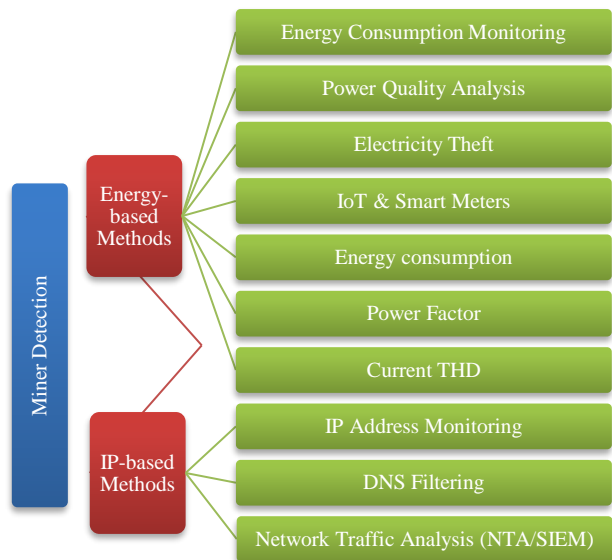 Miner Detection
Energy-
based
Methods
Energy Consumption Monitoring
Power Quality Analysis
Electricity Theft
IoT & Smart Meters
Energy consumption
Power Factor
Current THD
IP-based
Methods
IP Address Monitoring
DNS Filtering
Network Traffic Analysis (NTA/SIEM)